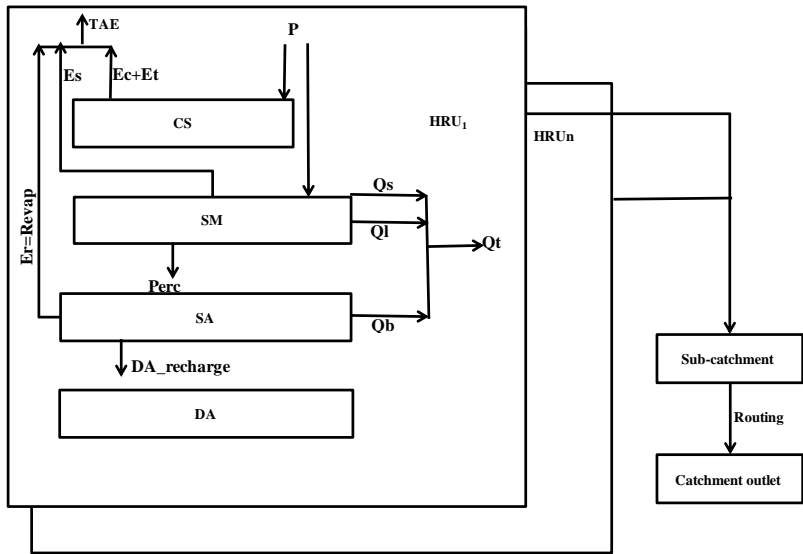 TAE
P
Es
Ec+Et
CS
HRU1
HRUn
Er=Revap
Qs
SM
Ql
Qt
Perc
SA
Qb
DA_recharge
DA
Sub-catchment
Routing
Catchment outlet